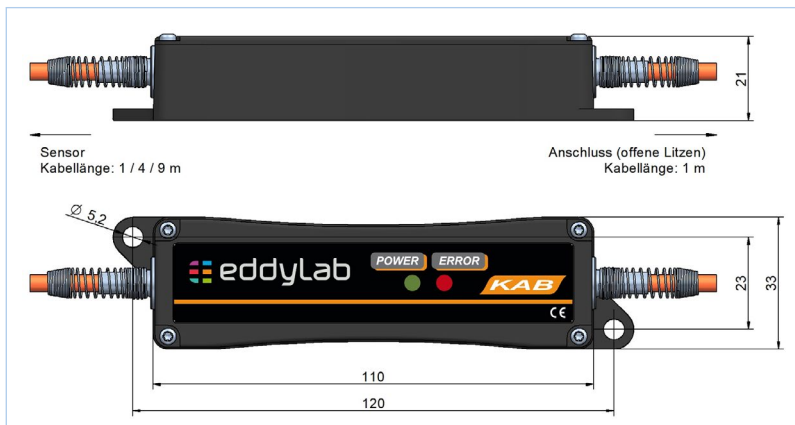 21
Sensor
Kabellänge: 1 / 4 / 9 m
Anschluss (offene Litzen)
Kabellänge: 1 m
Ø 5,2
eddyLab
POWER ERROR
KAB
CE
23
33
110
120